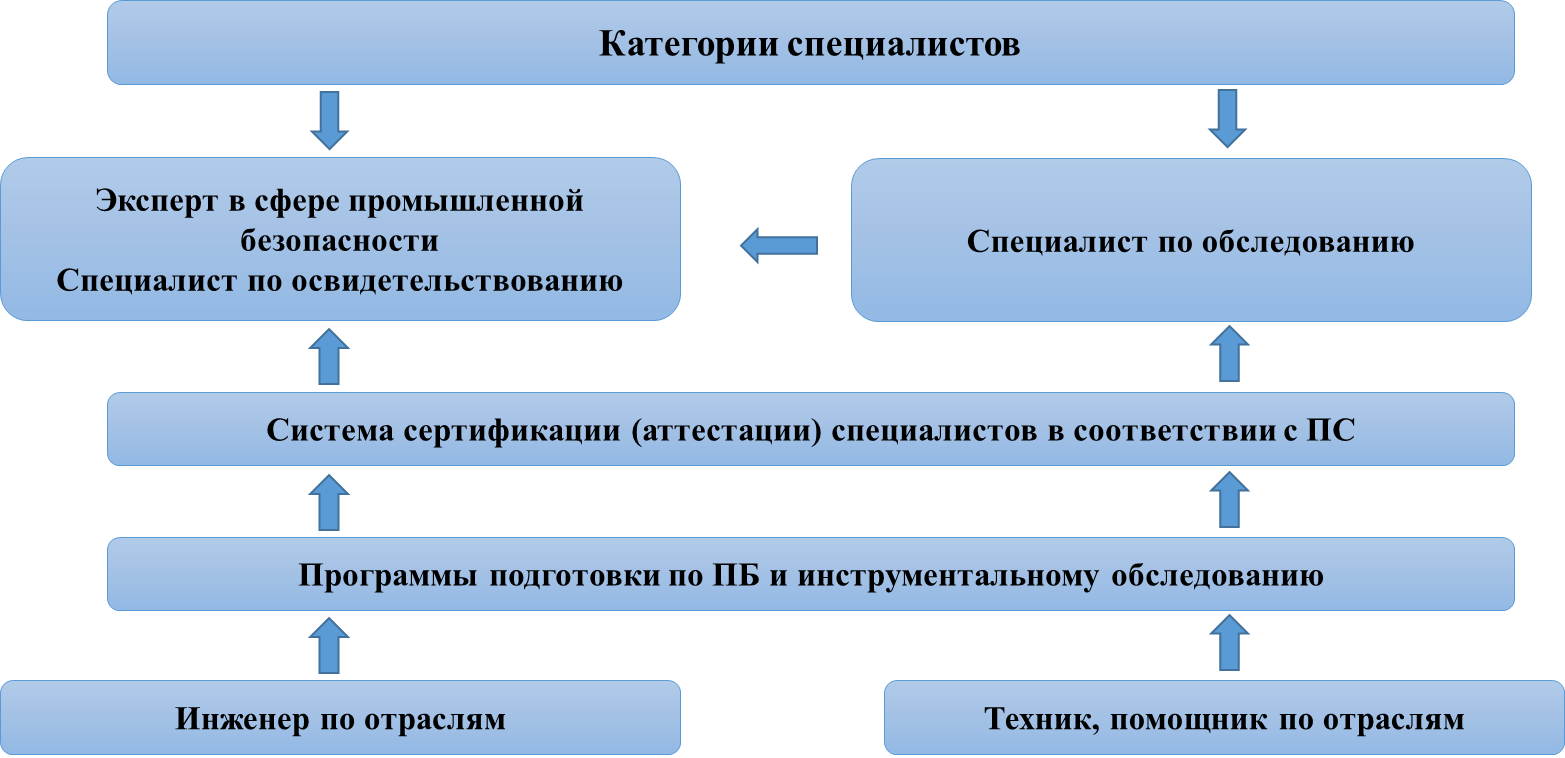 Категории специалистов
Эксперт в сфере промышленной
безопасности
Специалист по освидетельствованию
Специалист по обследованию
Система сертификации (аттестации) специалистов в соответствии с ПС
Программы подготовки по ПБ и инструментальному обследованию
Инженер по отраслям
Техник, помощник по отраслям